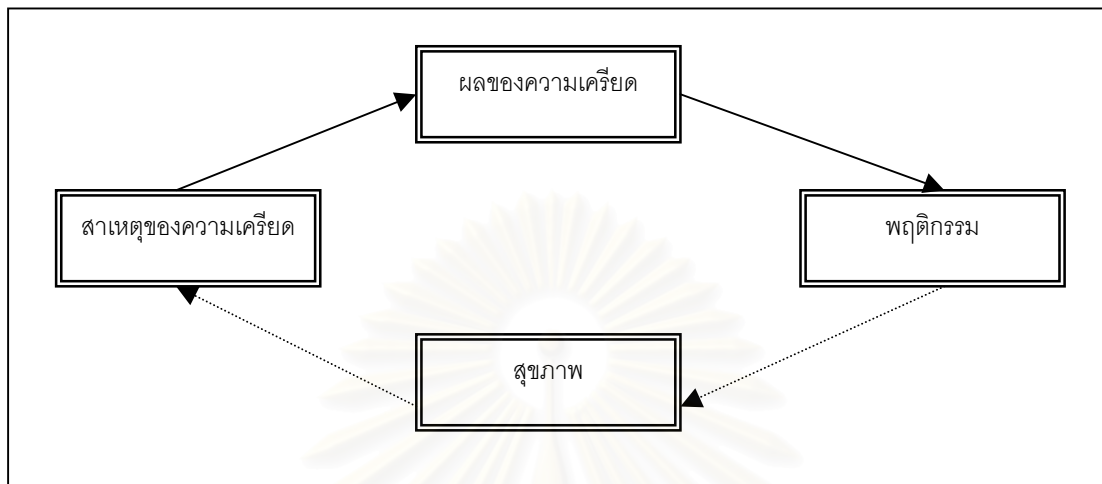 ผลของความเครียด
สาเหตุของความเครียด
พฤติกรรม
สุขภาพ